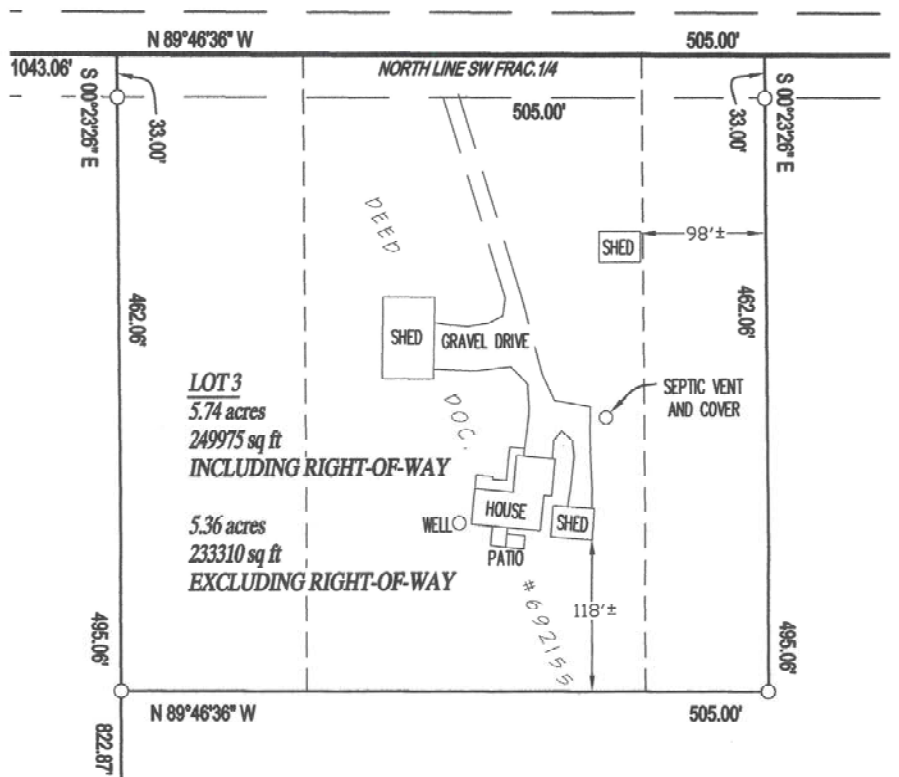 N 89°46'36" W
505.00'
1043.06'
NORTH LINE SW FRAC.1/4
S 00°23'26" E
33.00'
505.00'
33.00'
S 00°23'26" E
DEED
SHED
98'±
462.06'
462.06'
SHED
GRAVEL DRIVE
LOT 3
5.74 acres
249975 sq ft
INCLUDING RIGHT-OF-WAY
SEPTIC VENT
AND COVER
DOC.
5.36 acres
233310 sq ft
EXCLUDING RIGHT-OF-WAY
WELL
HOUSE
SHED
PATIO
#692155
118'±
495.06'
495.06'
N 89°46'36" W
505.00'
822.87'